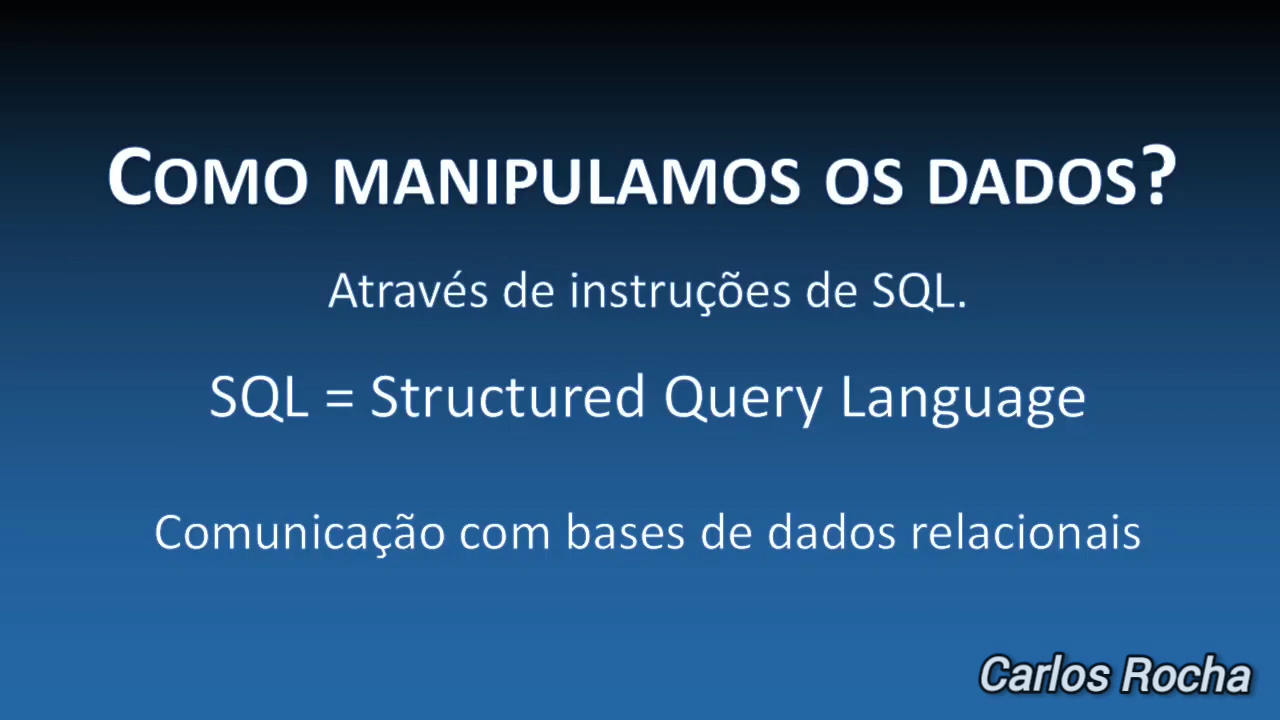 Como manipulamos os dados?
Através de instruções de SQL.
SQL = Structured Query Language
Comunicação com bases de dados relacionais
Carlos Rocha